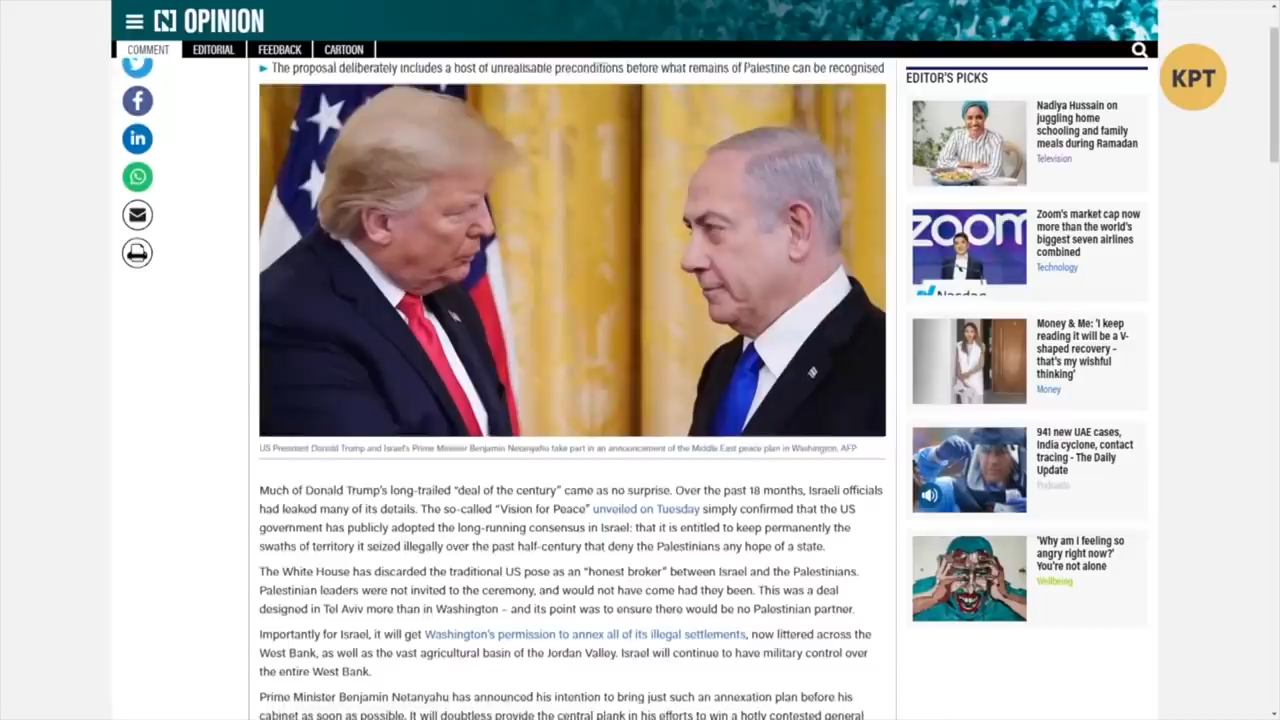 OPINION
COMMENT
EDITORIAL
FEEDBACK
CARTOON
KPT
► The proposal deliberately includes a host of unrealisable preconditions before what remains of Palestine can be recognised
US President Donald Trump and Israel's Prime Minister Benjamin Netanyahu take part in an announcement of the Middle East peace plan in Washington. AFP
Much of Donald Trump's long-trailed "deal of the century" came as no surprise. Over the past 18 months, Israeli officials
had leaked many of its details. The so-called "Vision for Peace" unveiled on Tuesday simply confirmed that the US
government has publicly adopted the long-running consensus in Israel: that it is entitled to keep permanently the
swaths of territory it seized illegally over the past half-century that deny the Palestinians any hope of a state.
The White House has discarded the traditional US pose as an "honest broker" between Israel and the Palestinians.
Palestinian leaders were not invited to the ceremony, and would not have come had they been. This was a deal
designed in Tel Aviv more than in Washington – and its point was to ensure there would be no Palestinian partner.
Importantly for Israel, it will get Washington's permission to annex all of its illegal settlements, now littered across the
West Bank, as well as the vast agricultural basin of the Jordan Valley. Israel will continue to have military control over
the entire West Bank.
Prime Minister Benjamin Netanyahu has announced his intention to bring just such an annexation plan before his
cabinet as soon as possible. It will doubtless provide the central plank in his efforts to win a hotly contested general
EDITOR'S PICKS
Nadiya Hussain on
juggling home
schooling and family
meals during Ramadan
Television
zoom
Nasdaq
Zoom's market cap now
more than the world's
biggest seven airlines
combined
Technology
Money & Me: 'I keep
reading it will be a V-
shaped recovery –
that's my wishful
thinking'
Money
941 new UAE cases,
India cyclone, contact
tracing - The Daily
Update
Podcasts
'Why am I feeling so
angry right now?'
You're not alone
Wellbeing